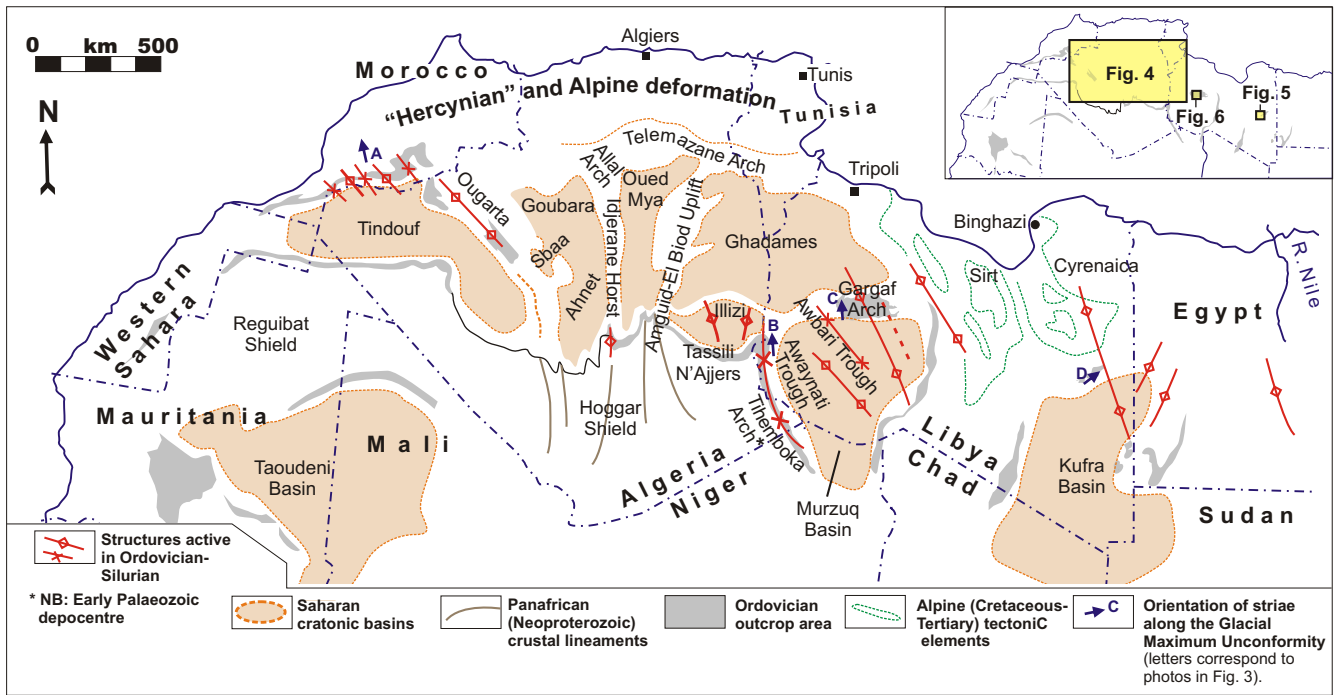 0 km 500
N
Algiers
Tunis
Morocco
"Hercynian" and Alpine deformation
Tunisia
Telemazane Arch
A
Allal
Arch
Oued
Mya
Tripoli
Ougarta
Goubara
Idjerane Horst
Amguid-El Biod Uplift
Ghadames
Binghazi
Tindouf
Sbaa
Ahnet
Sirt
Cyrenaica
R. Nile
Western
Sahara
Reguibat
Shield
Illizi
C
Gargaf
Arch
Egypt
B
Awbari Trough
Awaynati
Trough
Tassili
N'Ajjers
D
Mauritania
Mali
Hoggar
Shield
Tihemboka
Arch*
Libya
Chad
Taoudeni
Basin
Algeria
Niger
Murzuq
Basin
Kufra
Basin
Sudan
Fig. 4
Fig. 5
Fig. 6
Structures active
in Ordovician-
Silurian
* NB: Early Palaeozoic
depocentre
Saharan
cratonic basins
Panafrican
(Neoproterozoic)
crustal lineaments
Ordovician
outcrop area
Alpine (Cretaceous-
Tertiary) tectoniC
elements
C
Orientation of striae
along the Glacial
Maximum Unconformity
(letters correspond to
photos in Fig. 3).